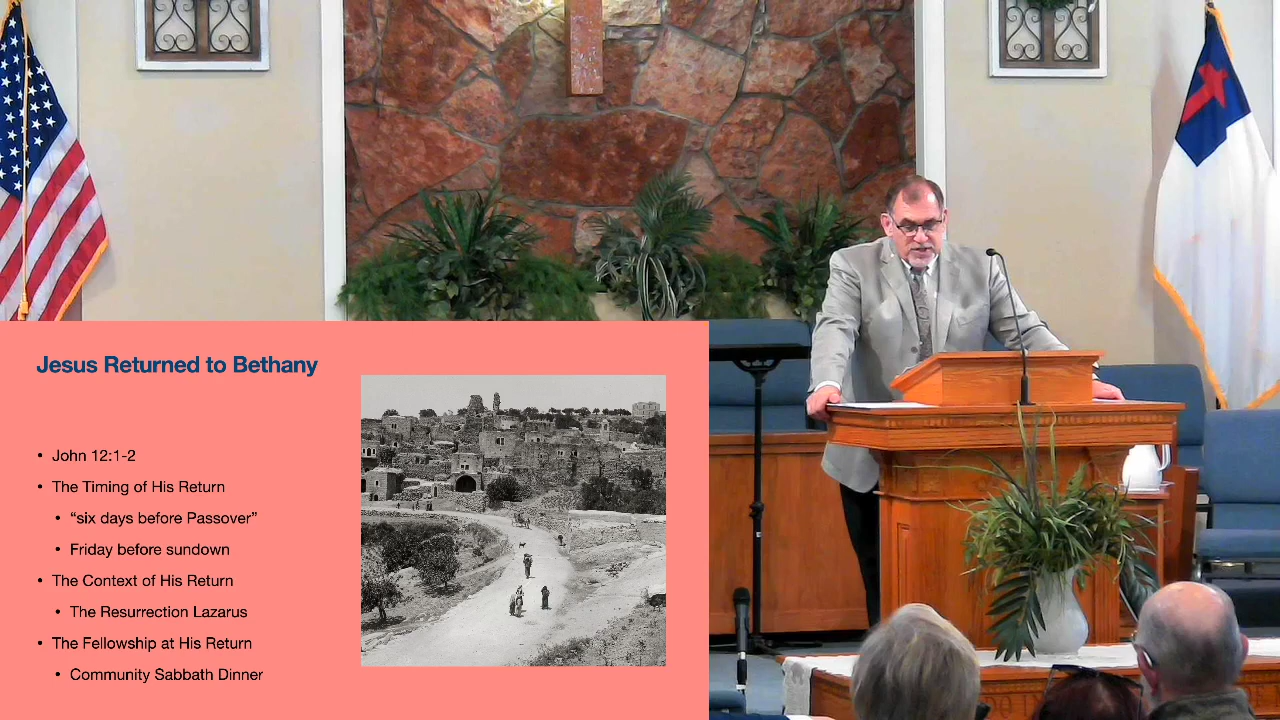 Jesus Returned to Bethany
• John 12:1-2
• The Timing of His Return
• “six days before Passover”
• Friday before sundown
• The Context of His Return
• The Resurrection Lazarus
• The Fellowship at His Return
• Community Sabbath Dinner